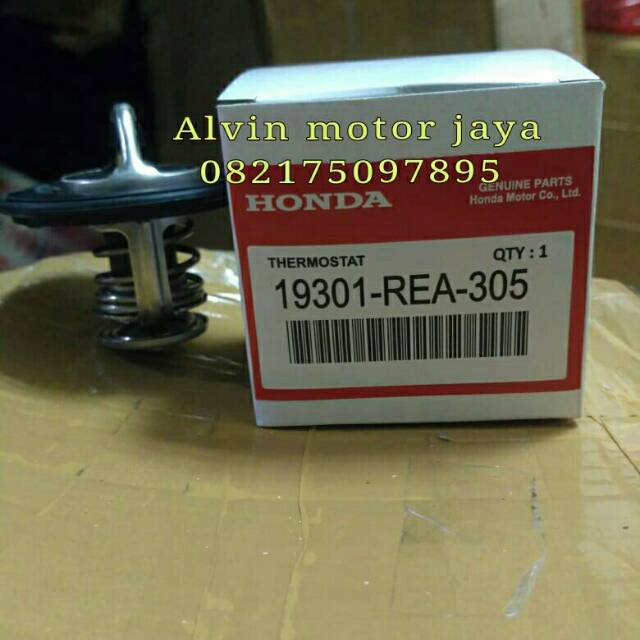 Alvin motor jaya
082175097895
HONDA
GENUINE PARTS
Honda Motor Co., Ltd.
THERMOSTAT
QTY : 1
19301-REA-305